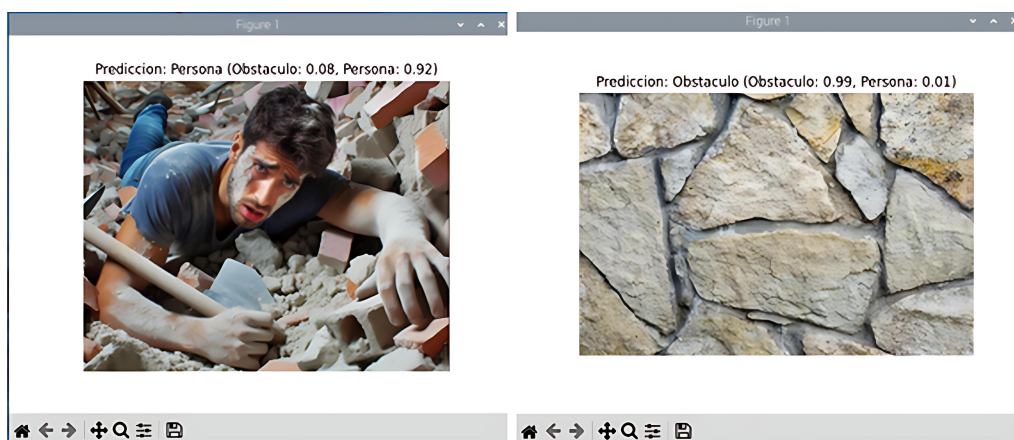 Figure 1
Prediccion: Persona (Obstaculo: 0.08, Persona: 0.92)
Figure 1
Prediccion: Obstaculo (Obstaculo: 0.99, Persona: 0.01)